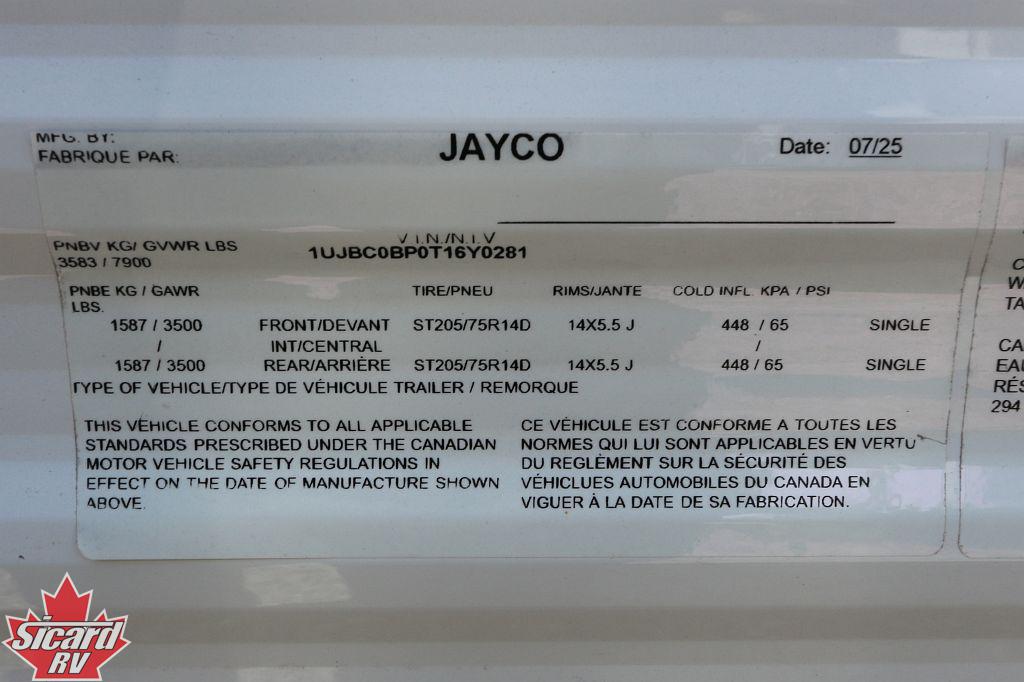 MFG. BY:
FABRIQUE PAR:
JAYCO
Date: 07/25
V.I.N./N.I.V
PNBV KG/ GVWR LBS
1UJBC0BP0T16Y0281
3583 / 7900
PNBE KG / GAWR LBS.
TIRE/PNEU RIMS/JANTE COLD INFL. KPA / PSI
1587 / 3500 FRONT/DEVANT ST205/75R14D 14X5.5 J 448 / 65 SINGLE
/ INT/CENTRAL /
1587 / 3500 REAR/ARRIÈRE ST205/75R14D 14X5.5 J 448 / 65 SINGLE
TYPE OF VEHICLE/TYPE DE VÉHICULE TRAILER / REMORQUE
THIS VEHICLE CONFORMS TO ALL APPLICABLE
STANDARDS PRESCRIBED UNDER THE CANADIAN
MOTOR VEHICLE SAFETY REGULATIONS IN
EFFECT ON THE DATE OF MANUFACTURE SHOWN
ABOVE.
CE VÉHICULE EST CONFORME A TOUTES LES
NORMES QUI LUI SONT APPLICABLES EN VERTU
DU REGLEMENT SUR LA SÉCURITÉ DES
VÉHICLUES AUTOMOBILES DU CANADA EN
VIGUER À LA DATE DE SA FABRICATION.
294
Sicard
RV